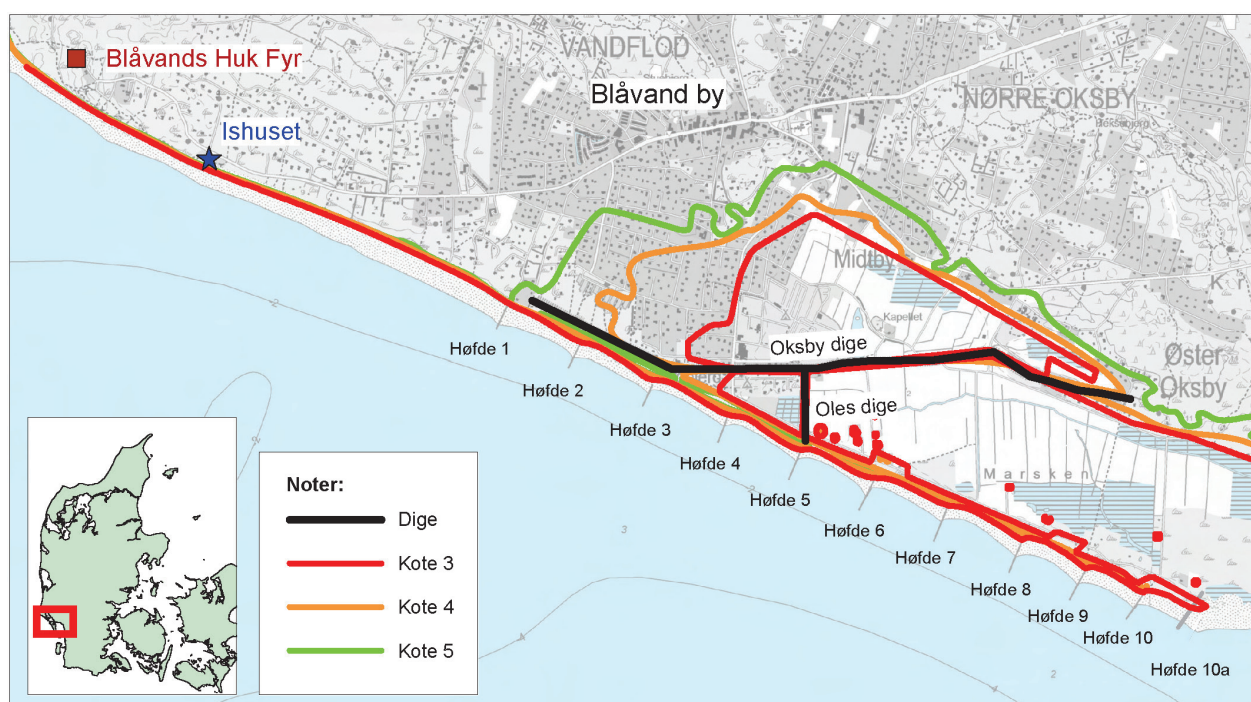 VANDFLOD
Blåvands Huk Fyr
Blåvand by
NØRRE OKSBY
Ishuset
Midtby
Kapellet
Høfde 1
Oksby dige
Øster
Oksby
Høfde 2
Oles dige
Høfde 3
Høfde 4
Marsken
Høfde 5
Høfde 6
Høfde 7
Høfde 8
Høfde 9
Høfde 10
Høfde 10a
Noter:
Dige
Kote 3
Kote 4
Kote 5